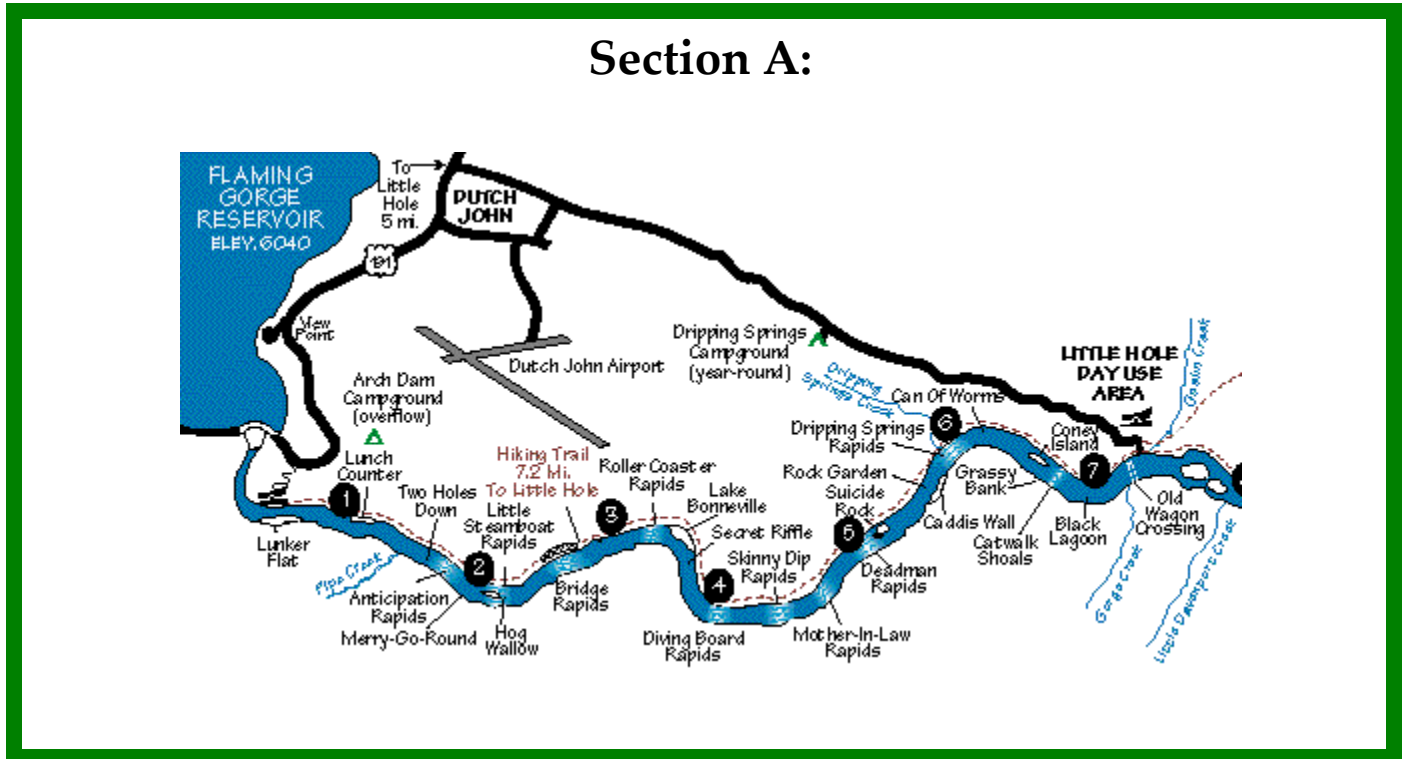 Section A:
FLAMING
GORGE
RESERVOIR
ELEV. 6040
To
Little
Hole
5 mi.
DUTCH
JOHN
191
View
Point
Dutch John Airport
Dripping Springs
Campground
(year-round)
Dripping
Springs Creek
LITTLE HOLE
DAY USE
AREA
Goslin Creek
Arch Dam
Campground
(overflow)
Lunch
Counter
1
Two Holes
Down
Hiking Trail
7.2 Mi.
To Little Hole
Little
Steamboat
Rapids
3
Roller Coaster
Rapids
Lake
Bonneville
Secret Riffle
Skinny Dip
Rapids
Can Of Worms
6
Dripping Springs
Rapids
Rock Garden
Suicide
Rock
5
Coney
Island
7
Grassy
Bank
Caddis Wall
Catwalk
Shoals
Black
Lagoon
Old
Wagon
Crossing
Lunker
Flat
Pipe Creek
2
Anticipation
Rapids
Merry-Go-Round
Hog
Wallow
Bridge
Rapids
4
Diving Board
Rapids
Mother-In-Law
Rapids
Deadman
Rapids
Gorge Creek
Little Davenport Creek